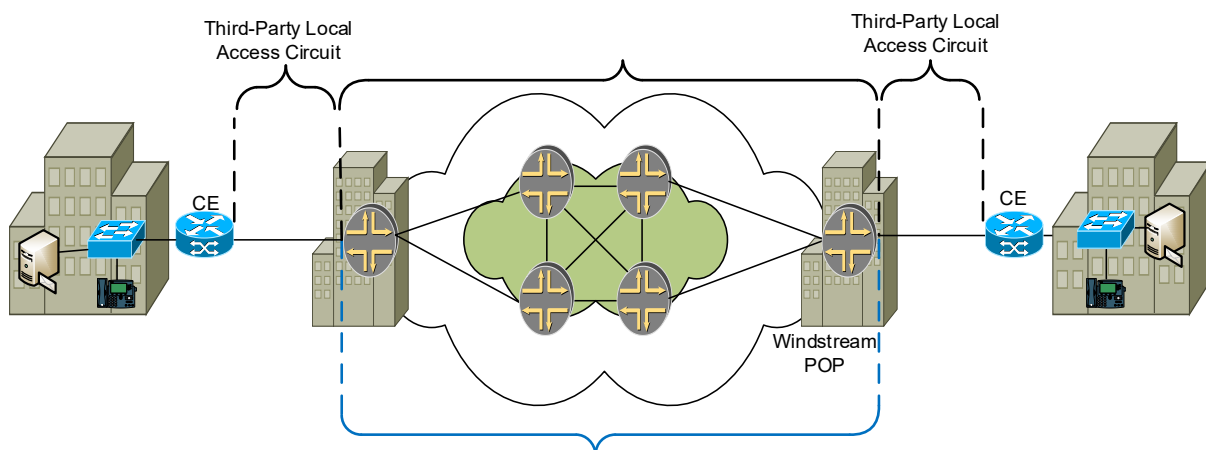 Third-Party Local
Access Circuit
Third-Party Local
Access Circuit
CE
CE
Windstream
POP